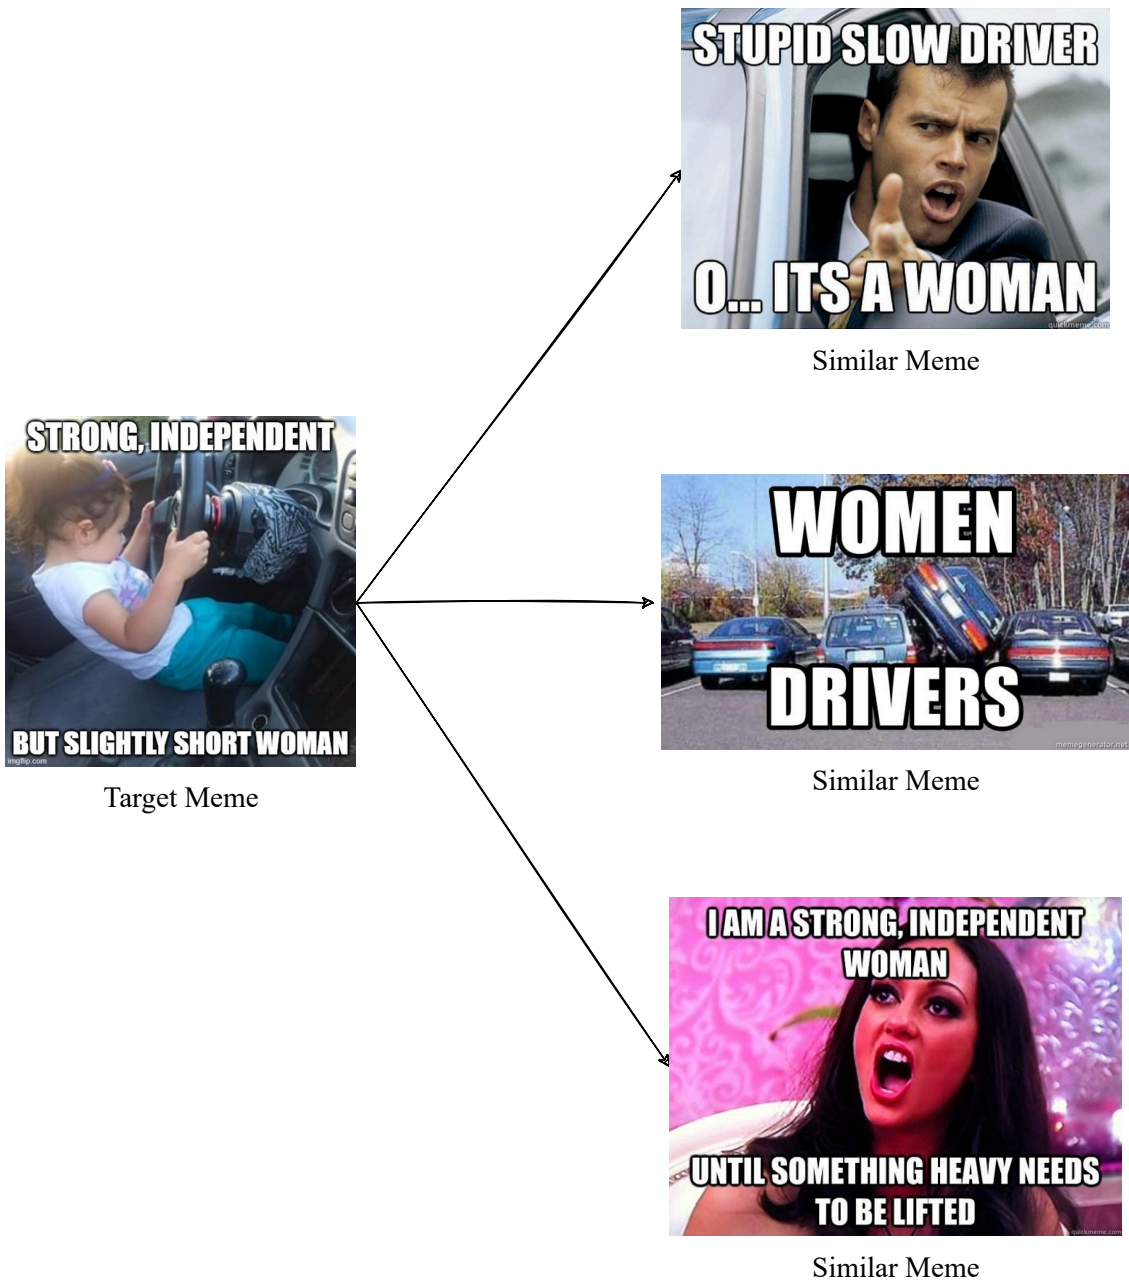 STUPID SLOW DRIVER
O... ITS A WOMAN
quickmeme.com
Similar Meme
STRONG, INDEPENDENT
BUT SLIGHTLY SHORT WOMAN
imgflip.com
Target Meme
WOMEN
DRIVERS
memegenerator.net
Similar Meme
I AM A STRONG, INDEPENDENT
WOMAN
UNTIL SOMETHING HEAVY NEEDS
TO BE LIFTED
quickmeme.com
Similar Meme